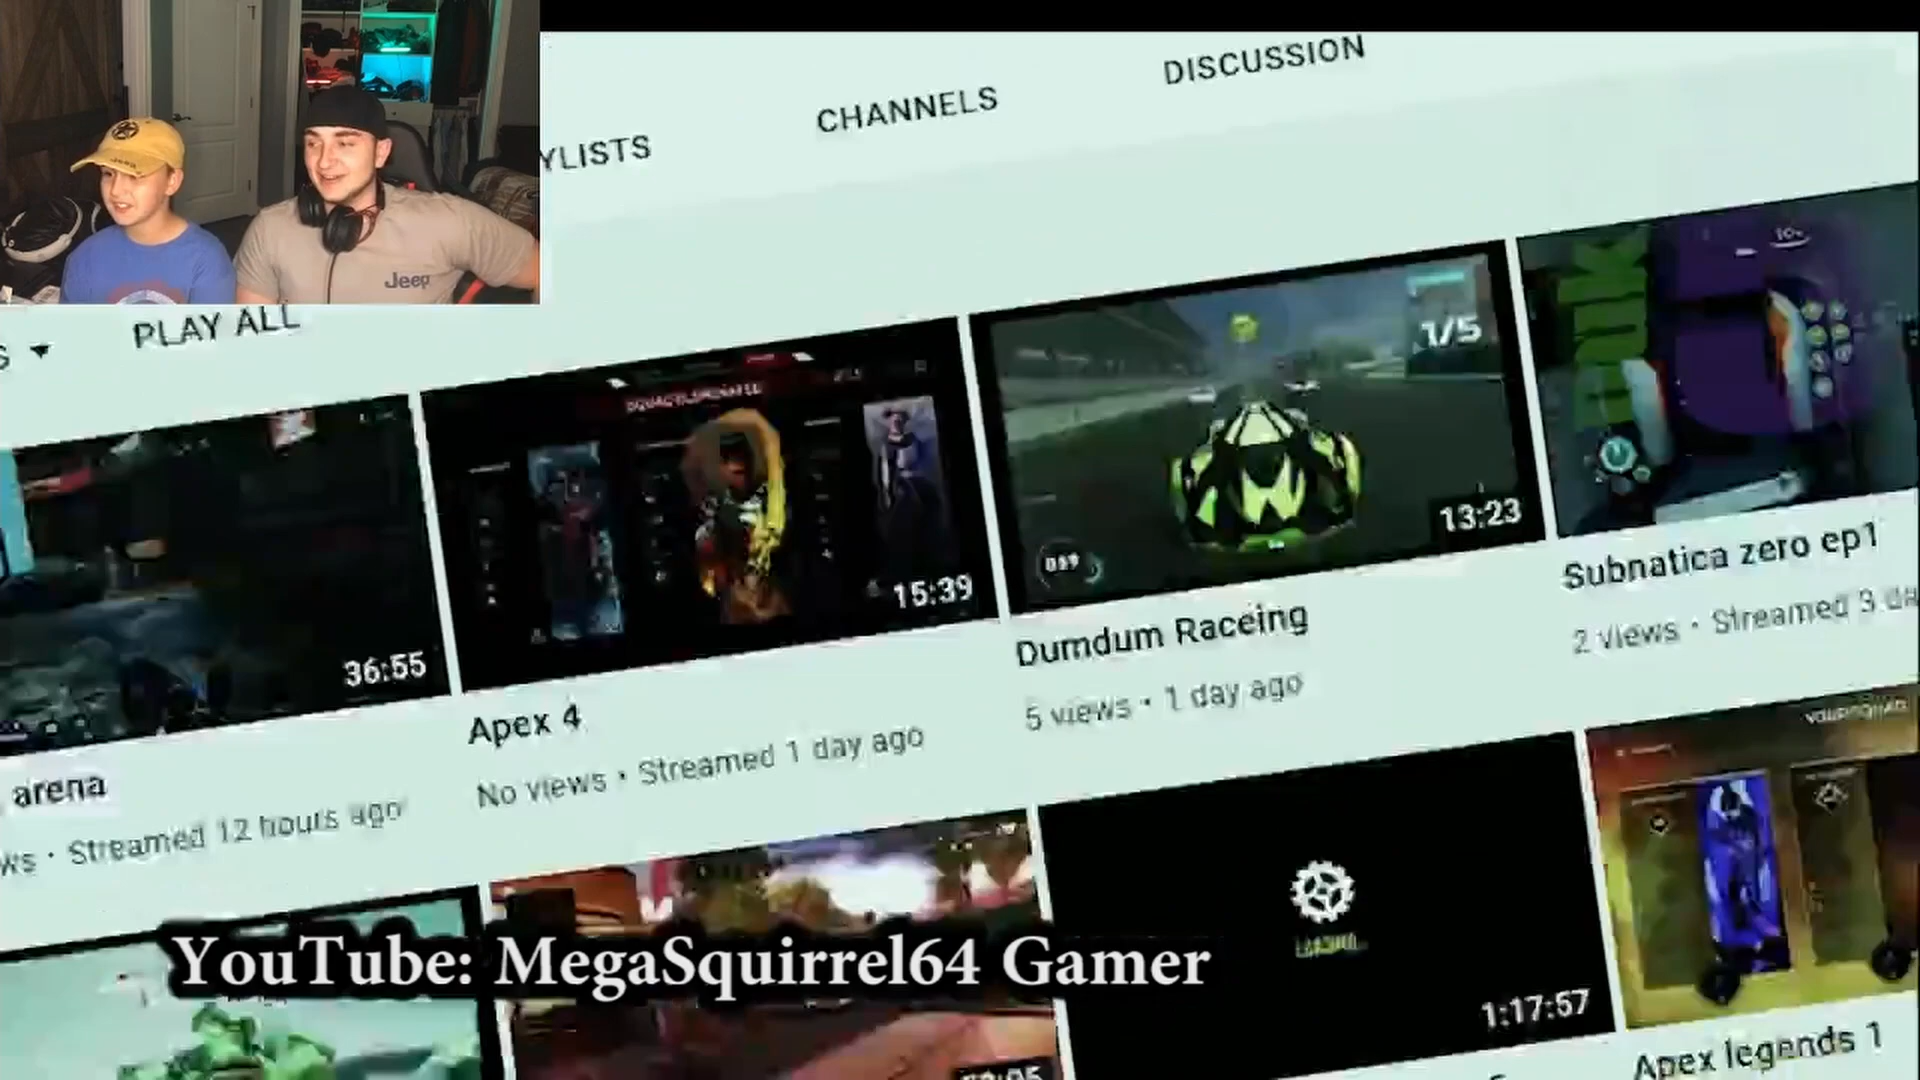 DISCUSSION
CHANNELS
YLISTS
Jeep
PLAY ALL
1/5
36:55
15:39
13:23
arena
Streamed 12 hours ago
Apex 4
No views • Streamed 1 day ago
Dumdum Raceing
5 views • 1 day ago
Subnatica zero ep1
2 views • Streamed 3 da
YouTube: MegaSquirrel64 Gamer
1:17:57
Apex legends 1